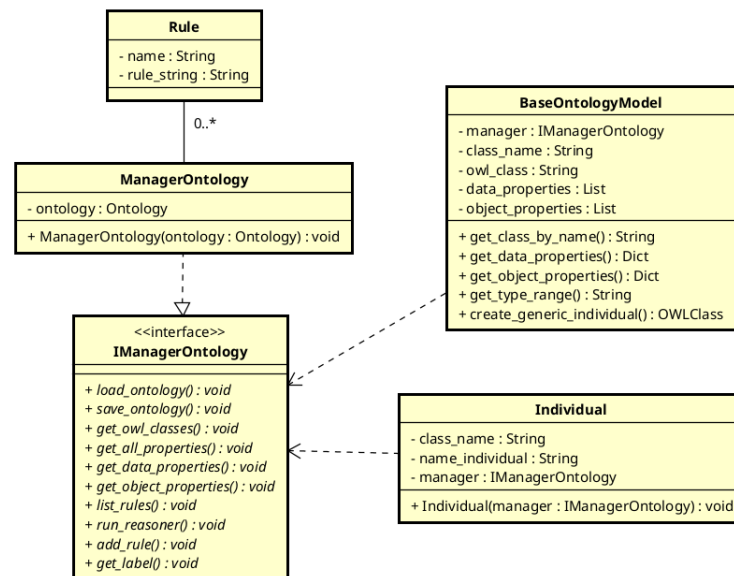 Rule
- name : String
- rule_string : String
0..*
ManagerOntology
- ontology : Ontology
+ ManagerOntology(ontology : Ontology) : void
<<interface>>
IManagerOntology
+ load_ontology() : void
+ save_ontology() : void
+ get_owl_classes() : void
+ get_all_properties() : void
+ get_data_properties() : void
+ get_object_properties() : void
+ list_rules() : void
+ run_reasoner() : void
+ add_rule() : void
+ get_label() : void
BaseOntologyModel
- manager : IManagerOntology
- class_name : String
- owl_class : String
- data_properties : List
- object_properties : List
+ get_class_by_name() : String
+ get_data_properties() : Dict
+ get_object_properties() : Dict
+ get_type_range() : String
+ create_generic_individual() : OWLClass
Individual
- class_name : String
- name_individual : String
- manager : IManagerOntology
+ Individual(manager : IManagerOntology) : void